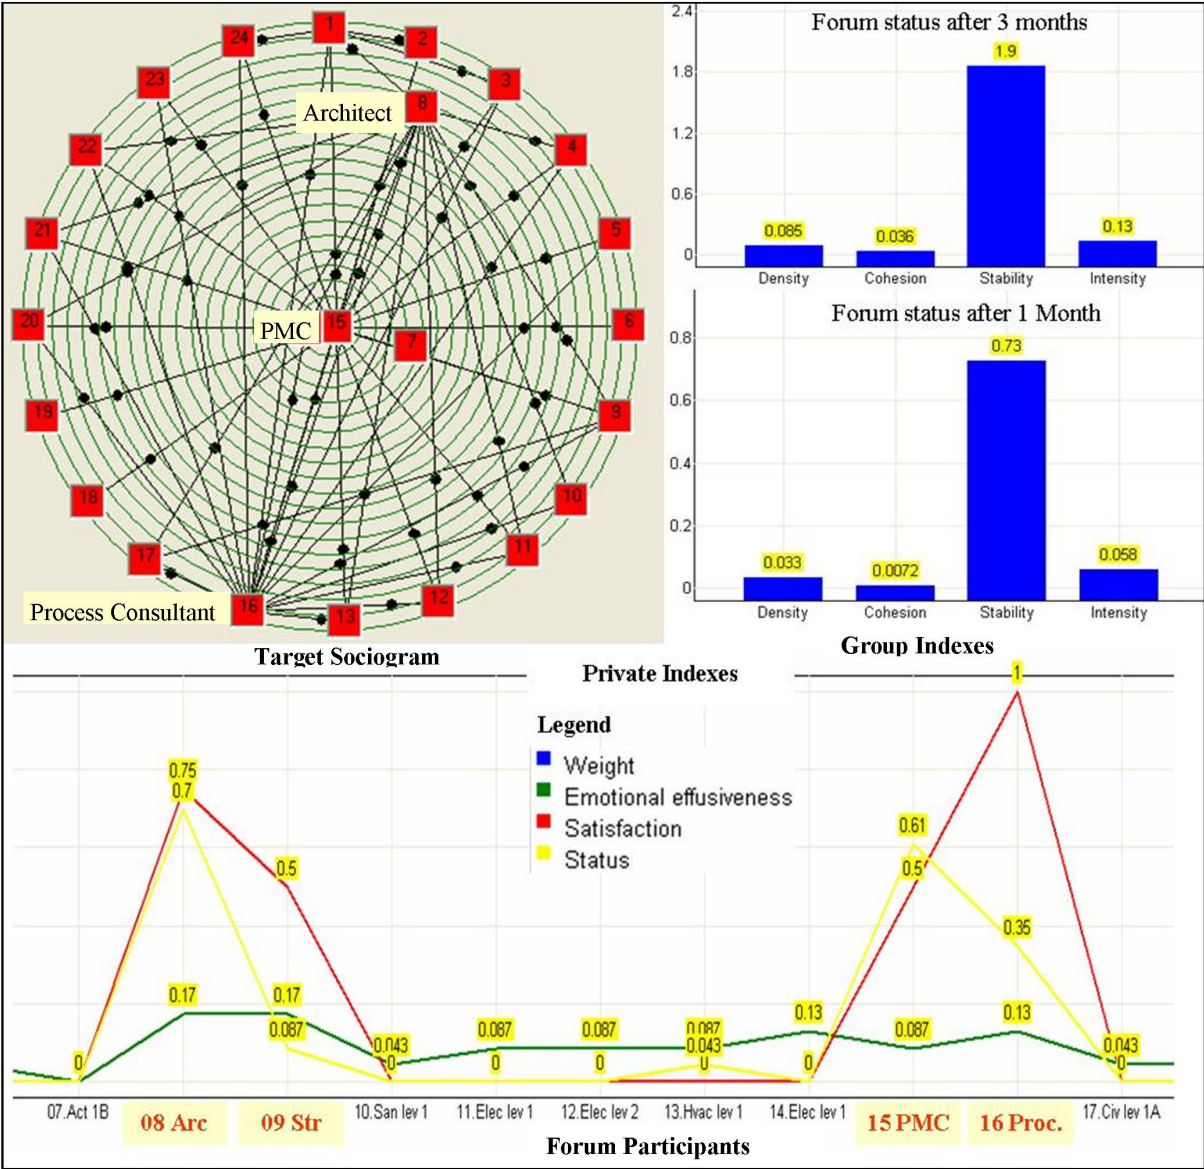 1
24
2
23
3
8
Architect
22
4
21
5
20
PMC
15
6
7
19
9
18
10
17
11
Process Consultant
16
13
12
Target Sociogram
Forum status after 3 months
2.4
1.8
1.2
0.6
0
0.085
0.036
1.9
0.13
Density
Cohesion
Stability
Intensity
Forum status after 1 Month
0.8
0.6
0.4
0.2
0
0.033
0.0072
0.73
0.058
Density
Cohesion
Stability
Intensity
Group Indexes
Private Indexes
Legend
Weight
Emotional effusiveness
Satisfaction
Status
1
0.75
0.7
0.61
0.5
0.5
0.35
0.17
0.17
0.13
0.13
0.087
0.087
0.087
0.087
0.087
0.043
0.043
0.043
0
0
0
0
0
0
07.Act 1B
08 Arc
09 Str
10.San lev 1
11.Elec lev 1
12.Elec lev 2
13.Hvac lev 1
14.Elec lev 1
15 PMC
16 Proc.
17.Civ lev 1A
Forum Participants